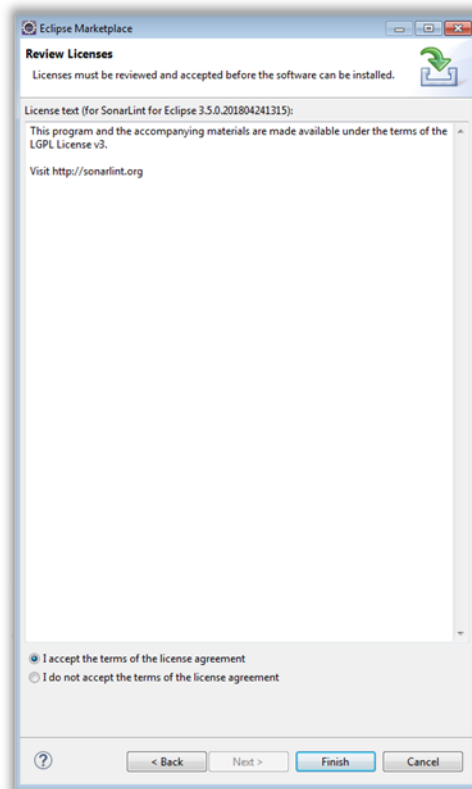 Eclipse Marketplace
Review Licenses
Licenses must be reviewed and accepted before the software can be installed.
License text (for SonarLint for Eclipse 3.5.0.201804241315):
This program and the accompanying materials are made available under the terms of the
LGPL License v3.
Visit http://sonarlint.org
I accept the terms of the license agreement
I do not accept the terms of the license agreement
? < Back Next > Finish Cancel